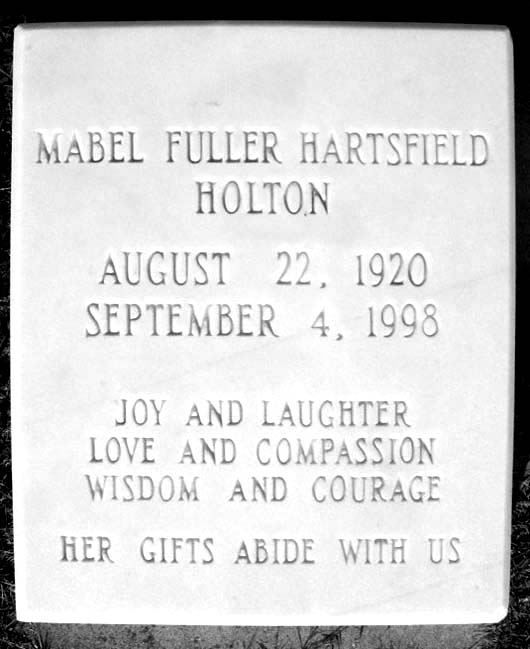 MABEL FULLER HARTSFIELD
HOLTON
AUGUST 22, 1920
SEPTEMBER 4, 1998
JOY AND LAUGHTER
LOVE AND COMPASSION
WISDOM AND COURAGE
HER GIFTS ABIDE WITH US